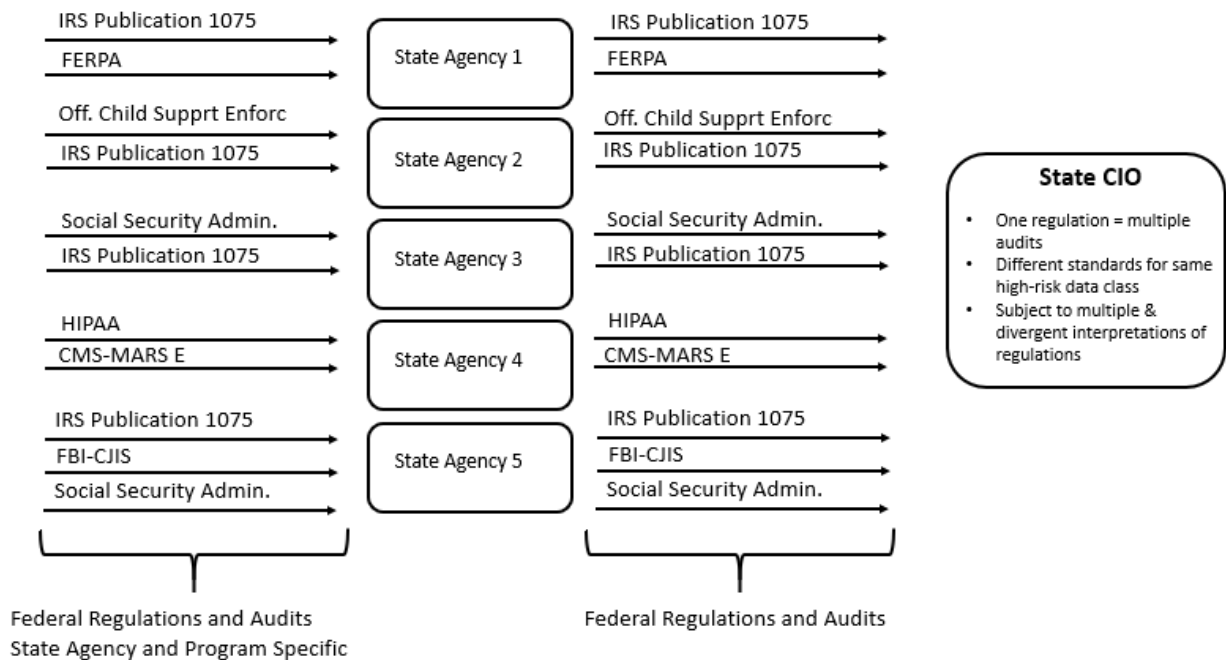 IRS Publication 1075
FERPA
State Agency 1
IRS Publication 1075
FERPA
Off. Child Supprt Enforc
IRS Publication 1075
State Agency 2
Off. Child Supprt Enforc
IRS Publication 1075
Social Security Admin.
IRS Publication 1075
State Agency 3
Social Security Admin.
IRS Publication 1075
HIPAA
CMS-MARS E
State Agency 4
HIPAA
CMS-MARS E
IRS Publication 1075
FBI-CJIS
Social Security Admin.
State Agency 5
IRS Publication 1075
FBI-CJIS
Social Security Admin.
State CIO
• One regulation = multiple
audits
• Different standards for same
high-risk data class
• Subject to multiple &
divergent interpretations of
regulations
Federal Regulations and Audits
State Agency and Program Specific
Federal Regulations and Audits